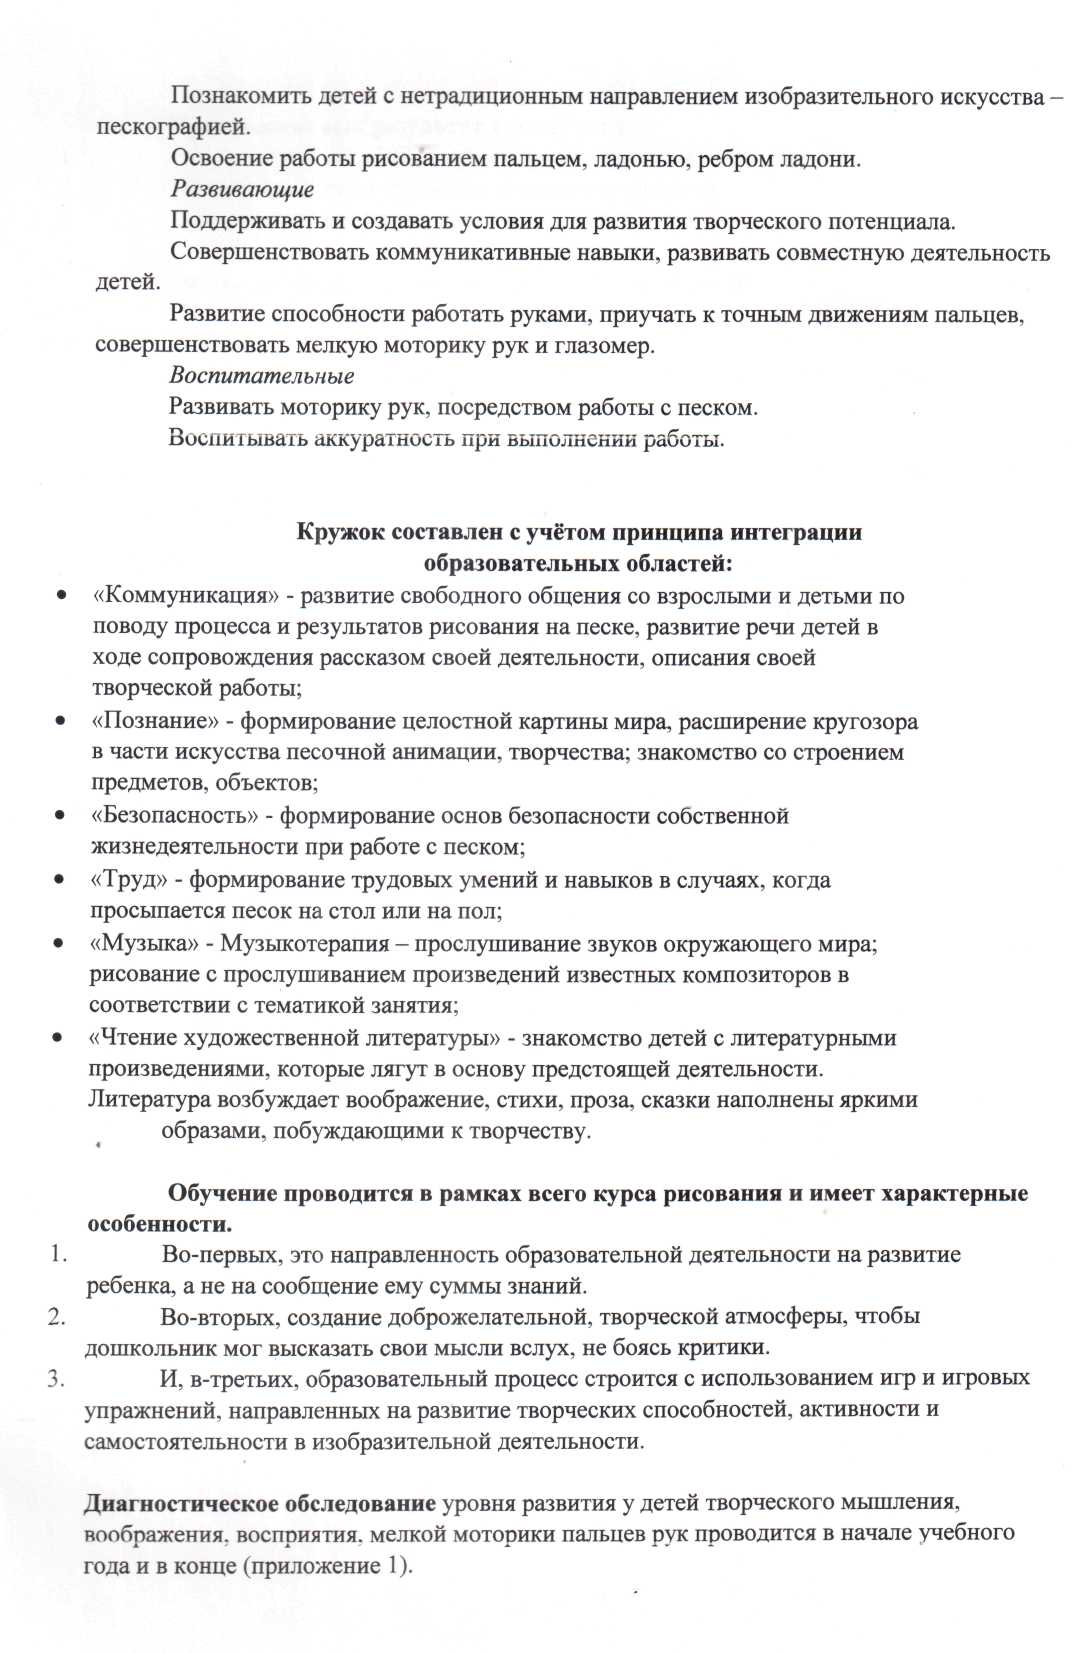 Познакомить детей с нетрадиционным направлением изобразительного искусства –
пескографией.
Освоение работы рисованием пальцем, ладонью, ребром ладони.
Развивающие
Поддерживать и создавать условия для развития творческого потенциала.
Совершенствовать коммуникативные навыки, развивать совместную деятельность
детей.
Развитие способности работать руками, приучать к точным движениям пальцев,
совершенствовать мелкую моторику рук и глазомер.
Воспитательные
Развивать моторику рук, посредством работы с песком.
Воспитывать аккуратность при выполнении работы.
Кружок составлен с учётом принципа интеграции
образовательных областей:
• «Коммуникация» - развитие свободного общения со взрослыми и детьми по
поводу процесса и результатов рисования на песке, развитие речи детей в
ходе сопровождения рассказом своей деятельности, описания своей
творческой работы;
• «Познание» - формирование целостной картины мира, расширение кругозора
в части искусства песочной анимации, творчества; знакомство со строением
предметов, объектов;
• «Безопасность» - формирование основ безопасности собственной
жизнедеятельности при работе с песком;
• «Труд» - формирование трудовых умений и навыков в случаях, когда
просыпается песок на стол или на пол;
• «Музыка» - Музыкотерапия – прослушивание звуков окружающего мира;
рисование с прослушиванием произведений известных композиторов в
соответствии с тематикой занятия;
• «Чтение художественной литературы» - знакомство детей с литературными
произведениями, которые лягут в основу предстоящей деятельности.
Литература возбуждает воображение, стихи, проза, сказки наполнены яркими
образами, побуждающими к творчеству.
Обучение проводится в рамках всего курса рисования и имеет характерные
особенности.
1. Во-первых, это направленность образовательной деятельности на развитие
ребенка, а не на сообщение ему суммы знаний.
2. Во-вторых, создание доброжелательной, творческой атмосферы, чтобы
дошкольник мог высказать свои мысли вслух, не боясь критики.
3. И, в-третьих, образовательный процесс строится с использованием игр и игровых
упражнений, направленных на развитие творческих способностей, активности и
самостоятельности в изобразительной деятельности.
Диагностическое обследование уровня развития у детей творческого мышления,
воображения, восприятия, мелкой моторики пальцев рук проводится в начале учебного
года и в конце (приложение 1).